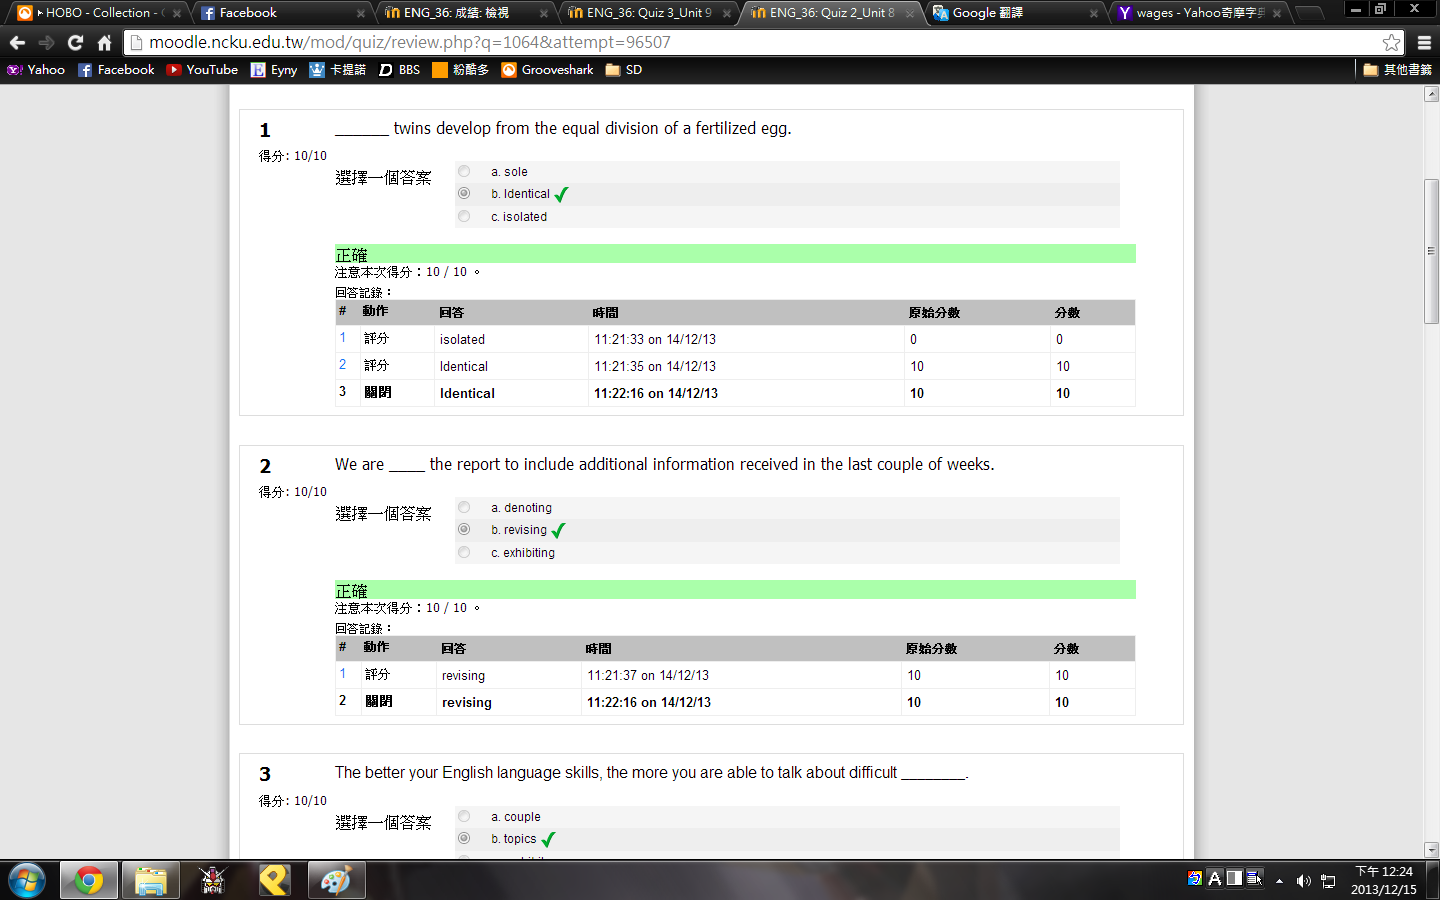 HOBO - Collection - (
Facebook
ENG_36: 成績: 檢視
ENG_36: Quiz 3_Unit 9
ENG_36: Quiz 2_Unit 8
Google 翻譯
wages - Yahoo奇摩字典
moodle.ncku.edu.tw/mod/quiz/review.php?q=1064&attempt=96507
Yahoo
Facebook
YouTube
Eyny
卡提諾
BBS
粉酷多
Grooveshark
SD
其他書籤
1
______ twins develop from the equal division of a fertilized egg.
得分: 10/10
選擇一個答案
a. sole
b. Identical
c. isolated
正確
注意本次得分：10 / 10 。
回答記錄：
# 動作 回答 時間 原始分數 分數
1 評分 isolated 11:21:33 on 14/12/13 0 0
2 評分 Identical 11:21:35 on 14/12/13 10 10
3 關閉 Identical 11:22:16 on 14/12/13 10 10
2
We are ____ the report to include additional information received in the last couple of weeks.
得分: 10/10
選擇一個答案
a. denoting
b. revising
c. exhibiting
正確
注意本次得分：10 / 10 。
回答記錄：
# 動作 回答 時間 原始分數 分數
1 評分 revising 11:21:37 on 14/12/13 10 10
2 關閉 revising 11:22:16 on 14/12/13 10 10
3
The better your English language skills, the more you are able to talk about difficult ________.
得分: 10/10
選擇一個答案
a. couple
b. topics
下午 12:24
2013/12/15